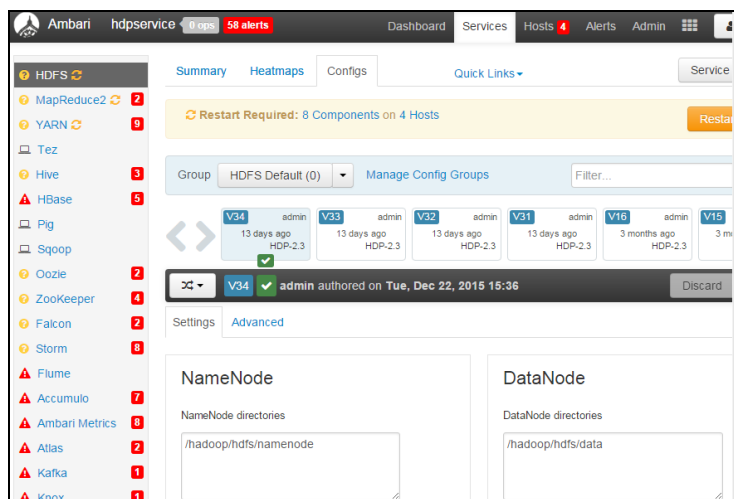 Ambari hdpservice 0 ops 58 alerts Dashboard Services Hosts 4 Alerts Admin
HDFS
MapReduce2 2
YARN 9
Tez
Hive 3
HBase 5
Pig
Sqoop
Oozie 2
ZooKeeper 4
Falcon 2
Storm 8
Flume
Accumulo 7
Ambari Metrics 8
Atlas 2
Kafka 1
Knox 1
Summary Heatmaps Configs Quick Links Service
Restart Required: 8 Components on 4 Hosts
Group HDFS Default (0) Manage Config Groups Filter...
V34 admin V33 admin V32 admin V31 admin V16 admin V15
13 days ago 13 days ago 13 days ago 13 days ago 3 months ago
HDP-2.3 HDP-2.3 HDP-2.3 HDP-2.3 HDP-2.3
V34 admin authored on Tue, Dec 22, 2015 15:36 Discard
Settings Advanced
NameNode
NameNode directories
/hadoop/hdfs/namenode
DataNode
DataNode directories
/hadoop/hdfs/data